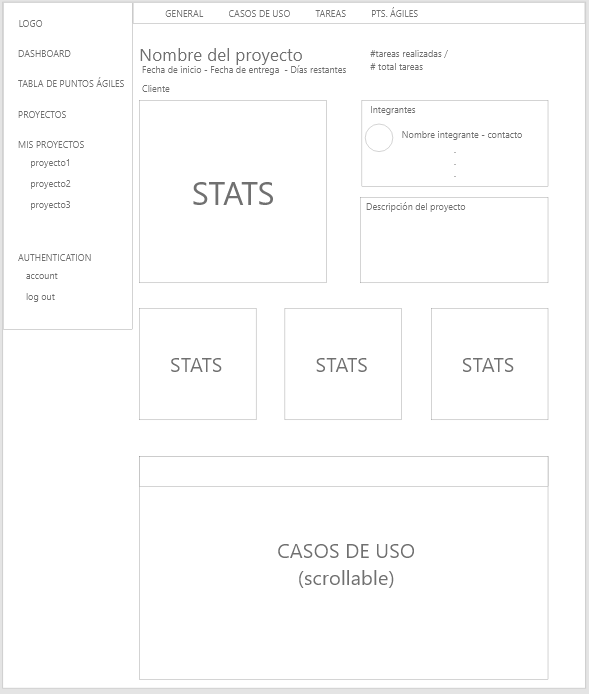 LOGO
DASHBOARD
TABLA DE PUNTOS ÁGILES
PROYECTOS
MIS PROYECTOS
proyecto1
proyecto2
proyecto3
AUTHENTICATION
account
log out
GENERAL CASOS DE USO TAREAS PTS. ÁGILES
Nombre del proyecto
Fecha de inicio - Fecha de entrega - Días restantes
Cliente
#tareas realizadas /
# total tareas
STATS
Integrantes
Nombre integrante - contacto
.
.
.
Descripción del proyecto
STATS
STATS
STATS
CASOS DE USO
(scrollable)